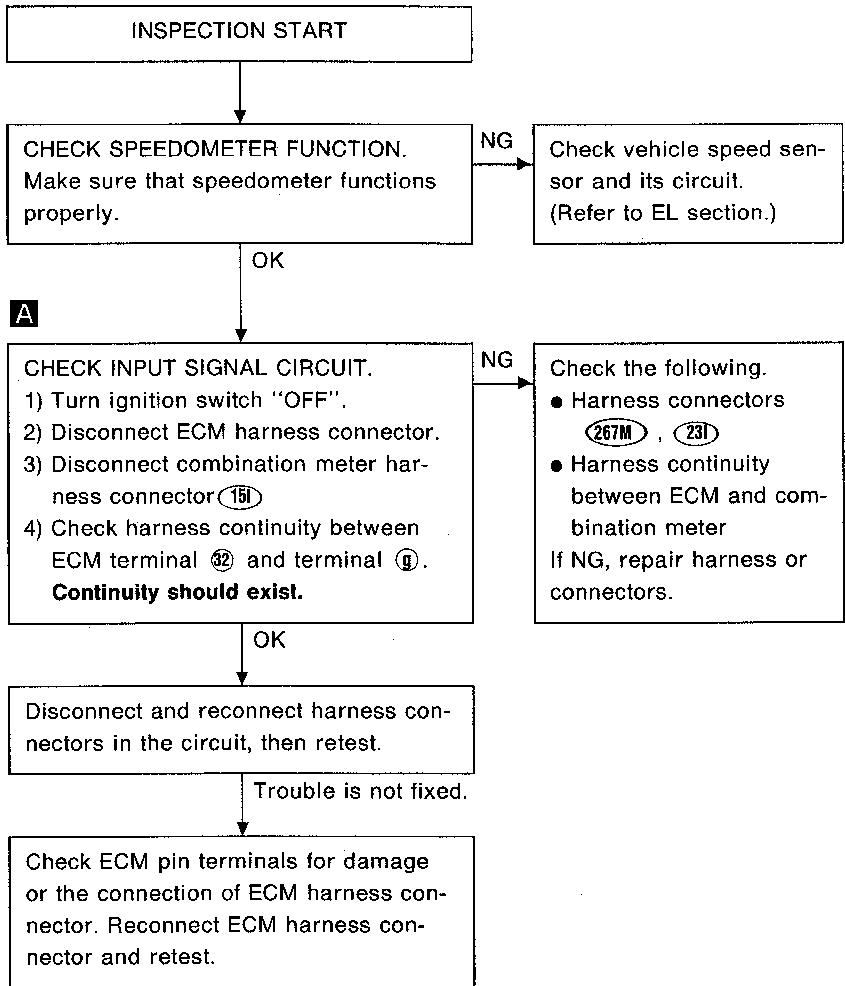 INSPECTION START
CHECK SPEEDOMETER FUNCTION.
Make sure that speedometer functions
properly.
NG
Check vehicle speed sen-
sor and its circuit.
(Refer to EL section.)
OK
A
CHECK INPUT SIGNAL CIRCUIT.
1) Turn ignition switch "OFF".
2) Disconnect ECM harness connector.
3) Disconnect combination meter har-
ness connector 15I
4) Check harness continuity between
ECM terminal 32 and terminal g.
Continuity should exist.
NG
Check the following.
● Harness connectors
267M , 23I
● Harness continuity
between ECM and com-
bination meter
If NG, repair harness or
connectors.
OK
Disconnect and reconnect harness con-
nectors in the circuit, then retest.
Trouble is not fixed.
Check ECM pin terminals for damage
or the connection of ECM harness con-
nector. Reconnect ECM harness con-
nector and retest.